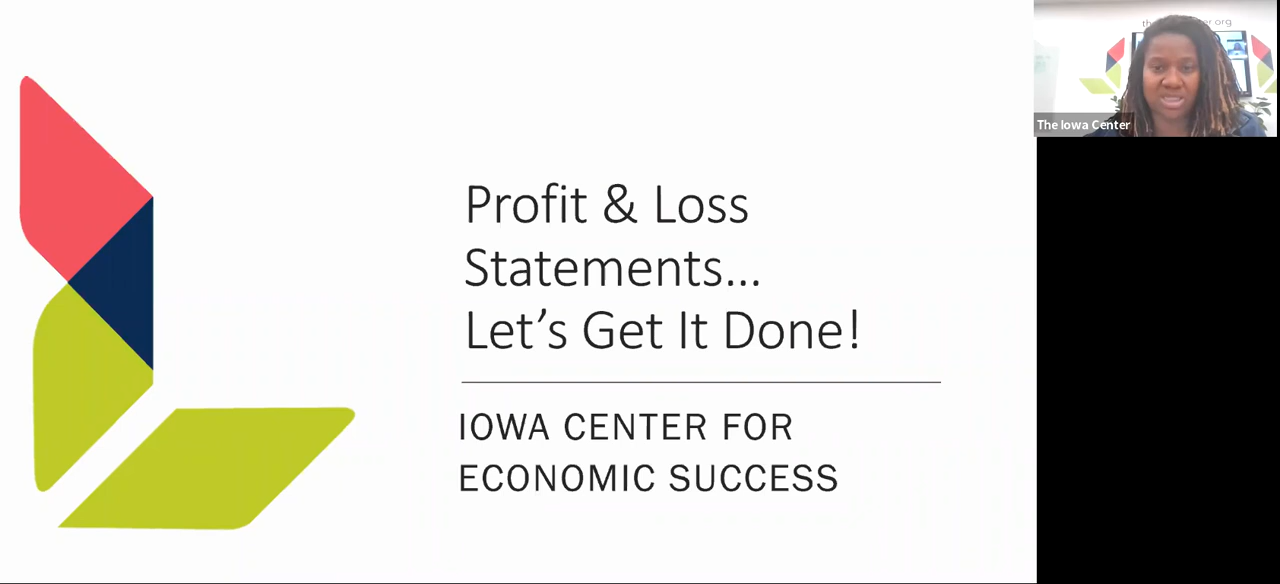 Profit & Loss
Statements...
Let's Get It Done!
IOWA CENTER FOR
ECONOMIC SUCCESS
The Iowa Center